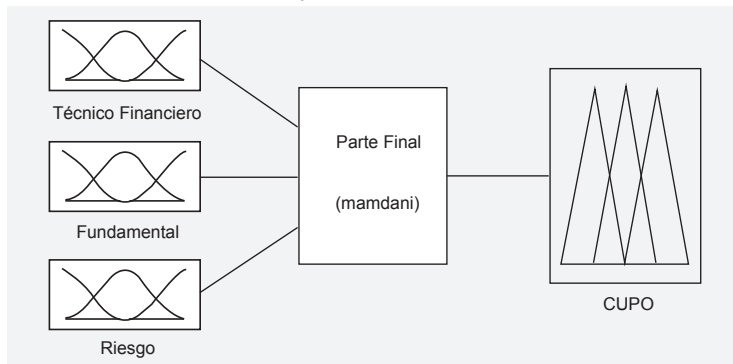 Técnico Financiero
Fundamental
Riesgo
Parte Final
(mamdani)
CUPO